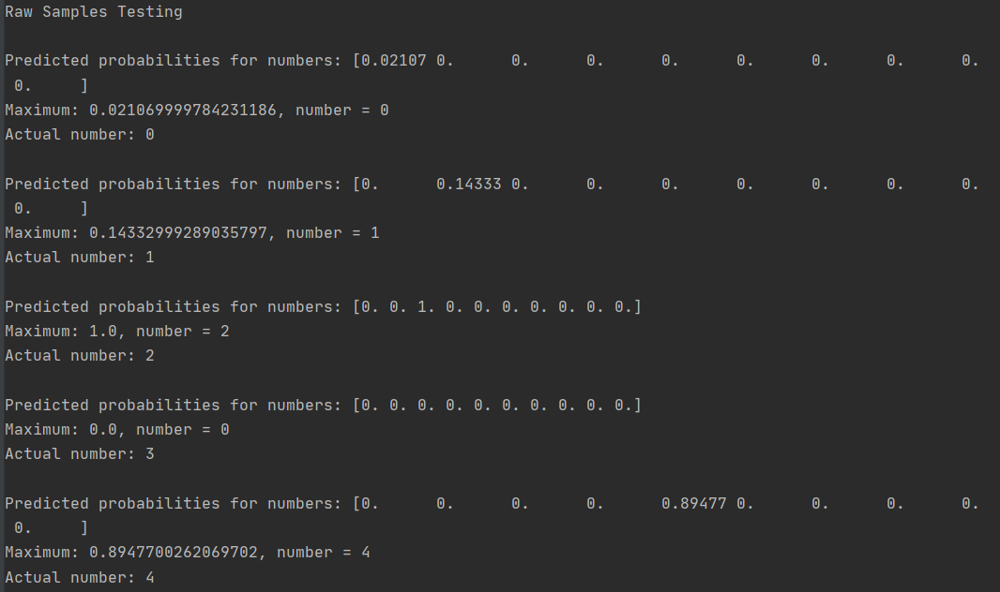 Raw Samples Testing
Predicted probabilities for numbers: [0.02107 0.      0.      0.      0.      0.      0.      0.      0.
 0.     ]
Maximum: 0.021069999784231186, number = 0
Actual number: 0
Predicted probabilities for numbers: [0.      0.14333 0.      0.      0.      0.      0.      0.      0.
 0.     ]
Maximum: 0.14332999289035797, number = 1
Actual number: 1
Predicted probabilities for numbers: [0. 0. 1. 0. 0. 0. 0. 0. 0. 0.]
Maximum: 1.0, number = 2
Actual number: 2
Predicted probabilities for numbers: [0. 0. 0. 0. 0. 0. 0. 0. 0. 0.]
Maximum: 0.0, number = 0
Actual number: 3
Predicted probabilities for numbers: [0.      0.      0.      0.      0.89477 0.      0.      0.      0.
 0.     ]
Maximum: 0.8947700262069702, number = 4
Actual number: 4